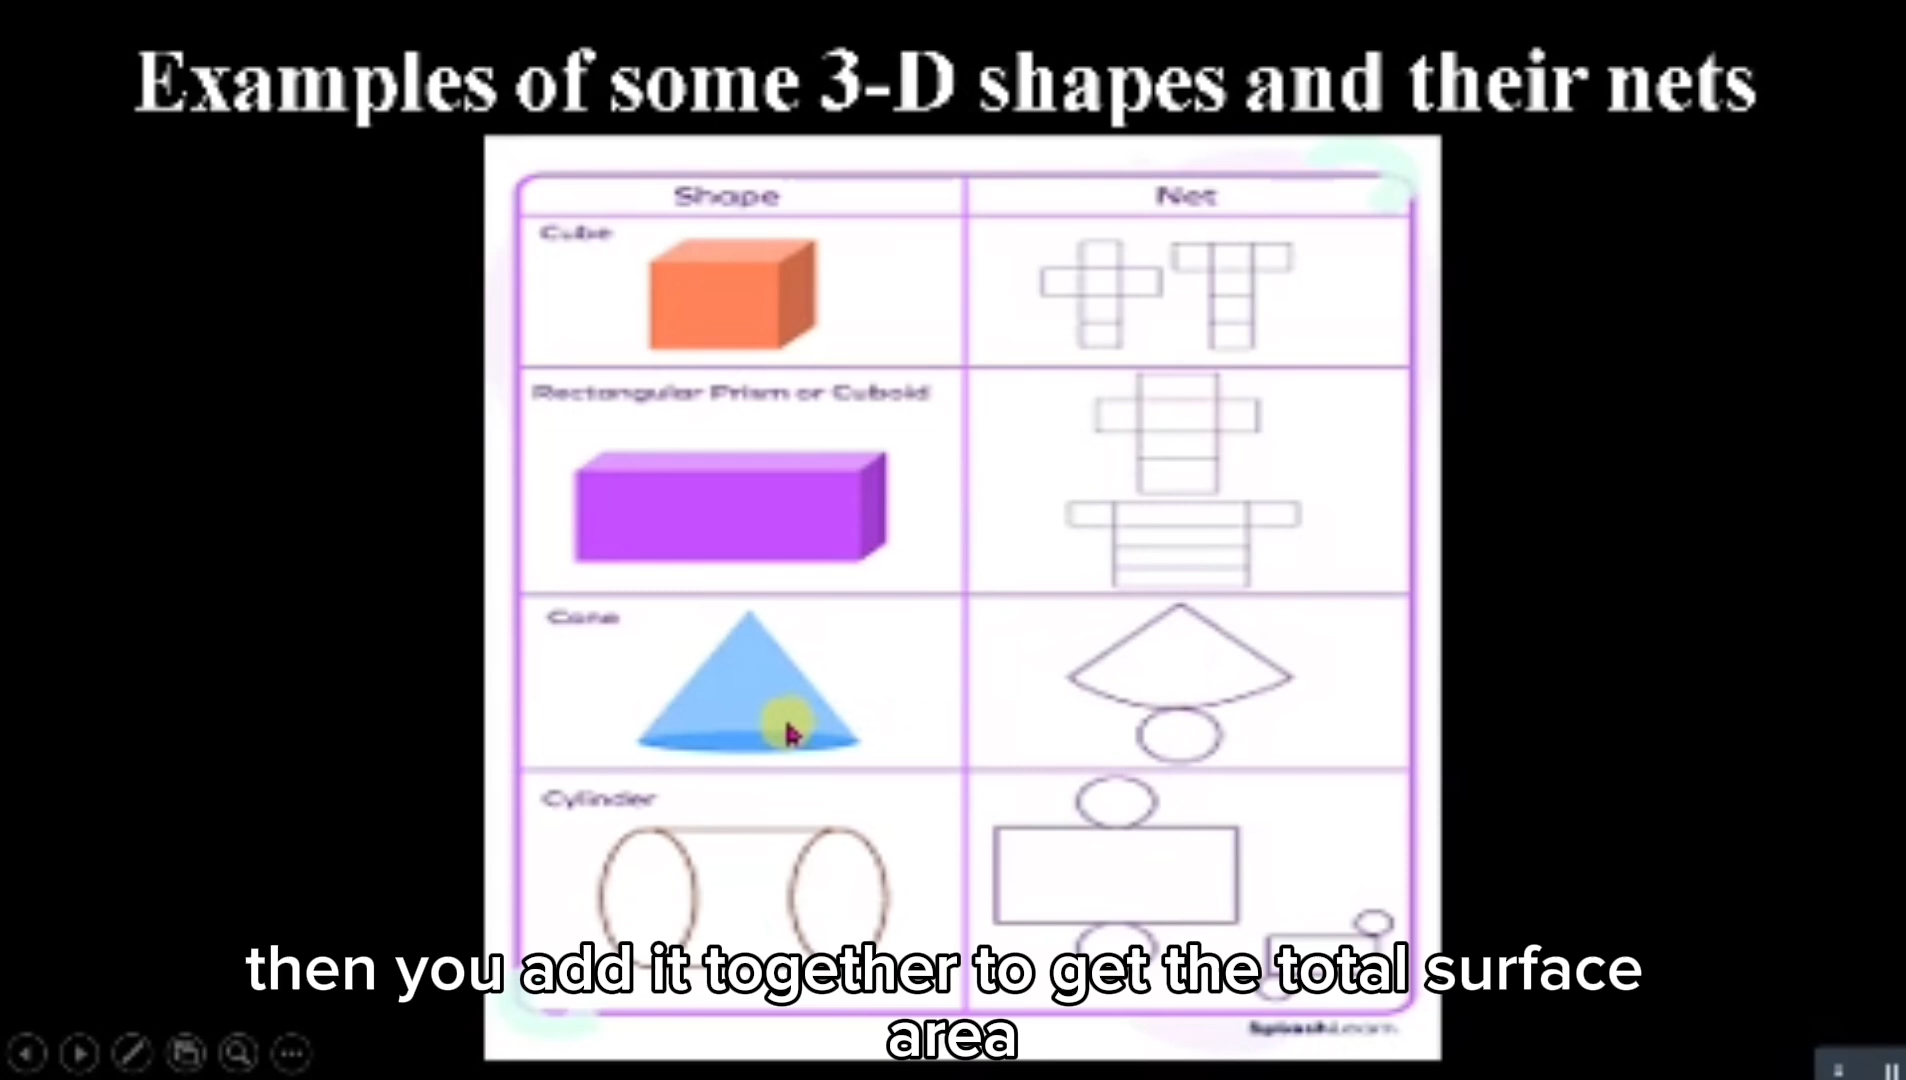 Examples of some 3-D shapes and their nets
Shape
Net
Cube
Rectangular Prism or Cuboid
Cone
Cylinder
then you add it together to get the total surface
area
SplashLearn